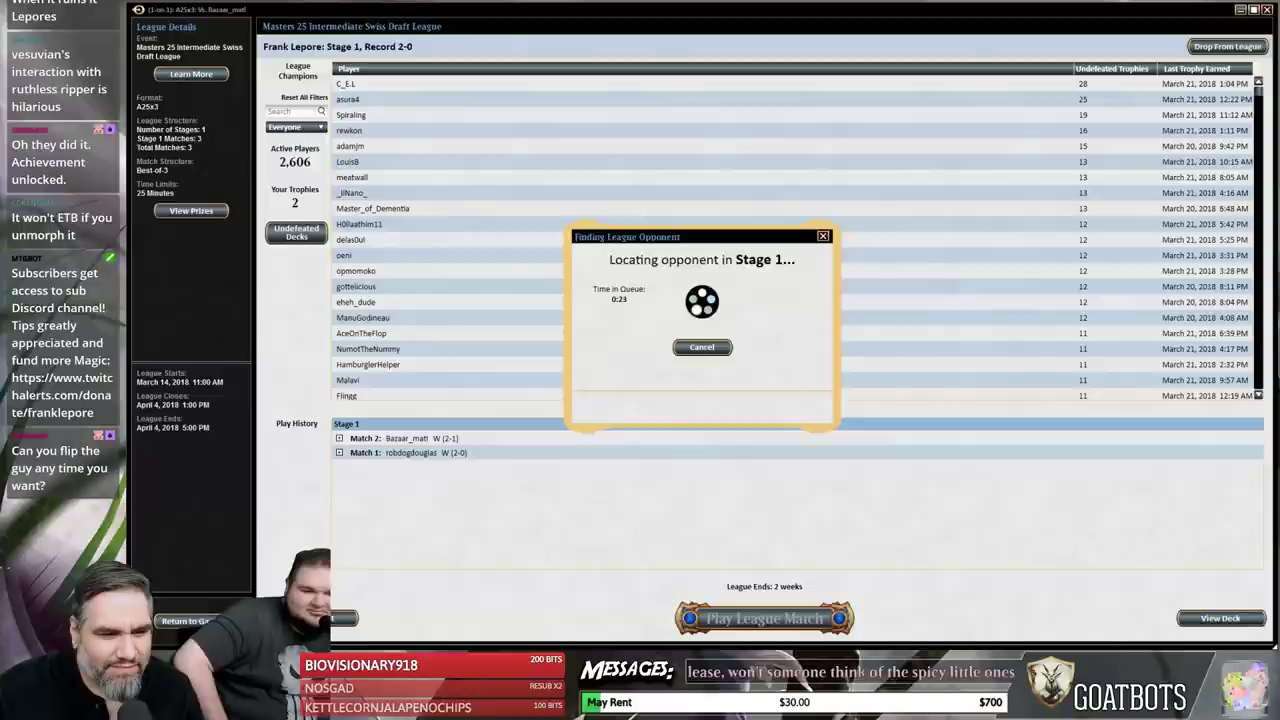 Lepores
vesuvian's
interaction with
ruthless ripper is
hilarious
Oh they did it.
Achievement
unlocked.
It won't ETB if you
unmorph it
MTGBOT
Subscribers get
access to sub
Discord channel!
Tips greatly
appreciated and
fund more Magic:
https://www.twitc
halerts.com/dona
te/franklepore
Can you flip the
guy any time you
want?
(1-on-1): A25x3: Vs. Bazaar_matl
League Details
Event:
Masters 25 Intermediate Swiss
Draft League
Learn More
Format:
A25x3
League Structure:
Number of Stages: 1
Stage 1 Matches: 3
Total Matches: 3
Match Structure:
Best-of-3
Time Limits:
25 Minutes
View Prizes
League Starts:
March 14, 2018 11:00 AM
League Closes:
April 4, 2018 1:00 PM
League Ends:
April 4, 2018 5:00 PM
Return to Ga
Masters 25 Intermediate Swiss Draft League
Frank Lepore: Stage 1, Record 2-0
Drop From League
League
Champions
Reset All Filters
Search
Everyone
Active Players
2,606
Your Trophies
2
Undefeated
Decks
Player Undefeated Trophies Last Trophy Earned
C_E.L 28 March 21, 2018 1:04 PM
asura4 25 March 21, 2018 12:22 PM
Spiraling 19 March 21, 2018 11:12 AM
rewkon 16 March 21, 2018 1:11 PM
adamjm 15 March 20, 2018 9:42 PM
LouisB 13 March 21, 2018 10:15 AM
meatwall 13 March 21, 2018 8:05 AM
_IiNano_ 13 March 21, 2018 4:16 AM
Master_of_Dementia 13 March 20, 2018 6:48 AM
H0llaathim11 12 March 21, 2018 5:42 PM
delas0ul 12 March 21, 2018 5:25 PM
oeni 12 March 21, 2018 3:31 PM
opmomoko 12 March 21, 2018 3:28 PM
gottelicious 12 March 20, 2018 8:11 PM
eheh_dude 12 March 20, 2018 8:04 PM
ManuGodineau 12 March 20, 2018 4:08 AM
AceOnTheFlop 11 March 21, 2018 6:39 PM
NumotTheNummy 11 March 21, 2018 4:17 PM
HamburglerHelper 11 March 21, 2018 2:32 PM
Malavi 11 March 21, 2018 9:57 AM
Flingg 11 March 21, 2018 12:19 AM
Finding League Opponent
Locating opponent in Stage 1...
Time in Queue:
0:23
Cancel
Play History
Stage 1
Match 2: Bazaar_matl W (2-1)
Match 1: robdogdouglas W (2-0)
League Ends: 2 weeks
Play League Match
View Deck
BIOVISIONARY918 200 BITS
NOSGAD RESUB X2
KETTLECORNJALAPENOCHIPS 100 BITS
MESSAGES: lease, won't someone think of the spicy little ones
May Rent $30.00 $700
GOATBOTS